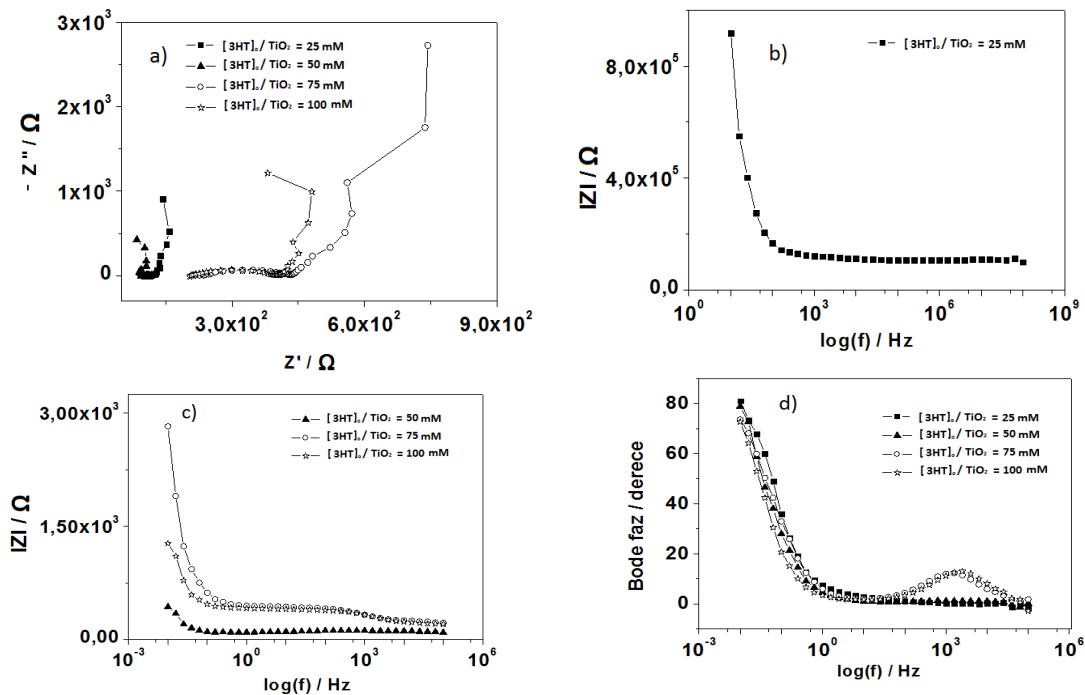 a)
3x10³
2x10³
1x10³
0
- Z'' / Ω
[3HT]ₒ/ TiO₂ = 25 mM
[3HT]ₒ/ TiO₂ = 50 mM
[3HT]ₒ/ TiO₂ = 75 mM
[3HT]ₒ/ TiO₂ = 100 mM
3,0x10² 6,0x10² 9,0x10²
Z' / Ω
b)
8,0x10⁵
4,0x10⁵
0,0
IZI / Ω
[3HT]ₒ/ TiO₂ = 25 mM
10⁰ 10³ 10⁶ 10⁹
log(f) / Hz
c)
3,00x10³
1,50x10³
0,00
IZI / Ω
[3HT]ₒ/ TiO₂ = 50 mM
[3HT]ₒ/ TiO₂ = 75 mM
[3HT]ₒ/ TiO₂ = 100 mM
10⁻³ 10⁰ 10³ 10⁶
log(f) / Hz
d)
80
60
40
20
0
Bode faz / derece
[3HT]ₒ/ TiO₂ = 25 mM
[3HT]ₒ/ TiO₂ = 50 mM
[3HT]ₒ/ TiO₂ = 75 mM
[3HT]ₒ/ TiO₂ = 100 mM
10⁻³ 10⁰ 10³ 10⁶
log(f) / Hz